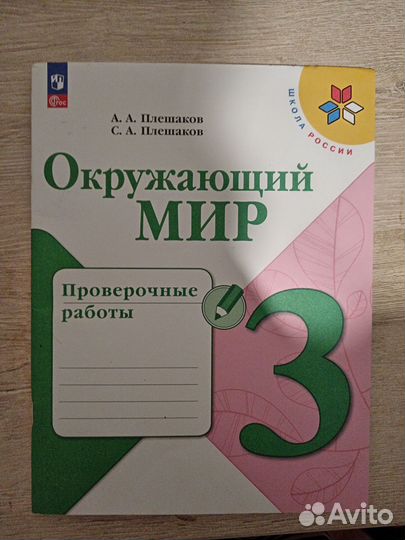 ФГОС
ШКОЛА РОССИИ
А. А. Плешаков
С. А. Плешаков
Окружающий
МИР
Проверочные
работы
3
Avito